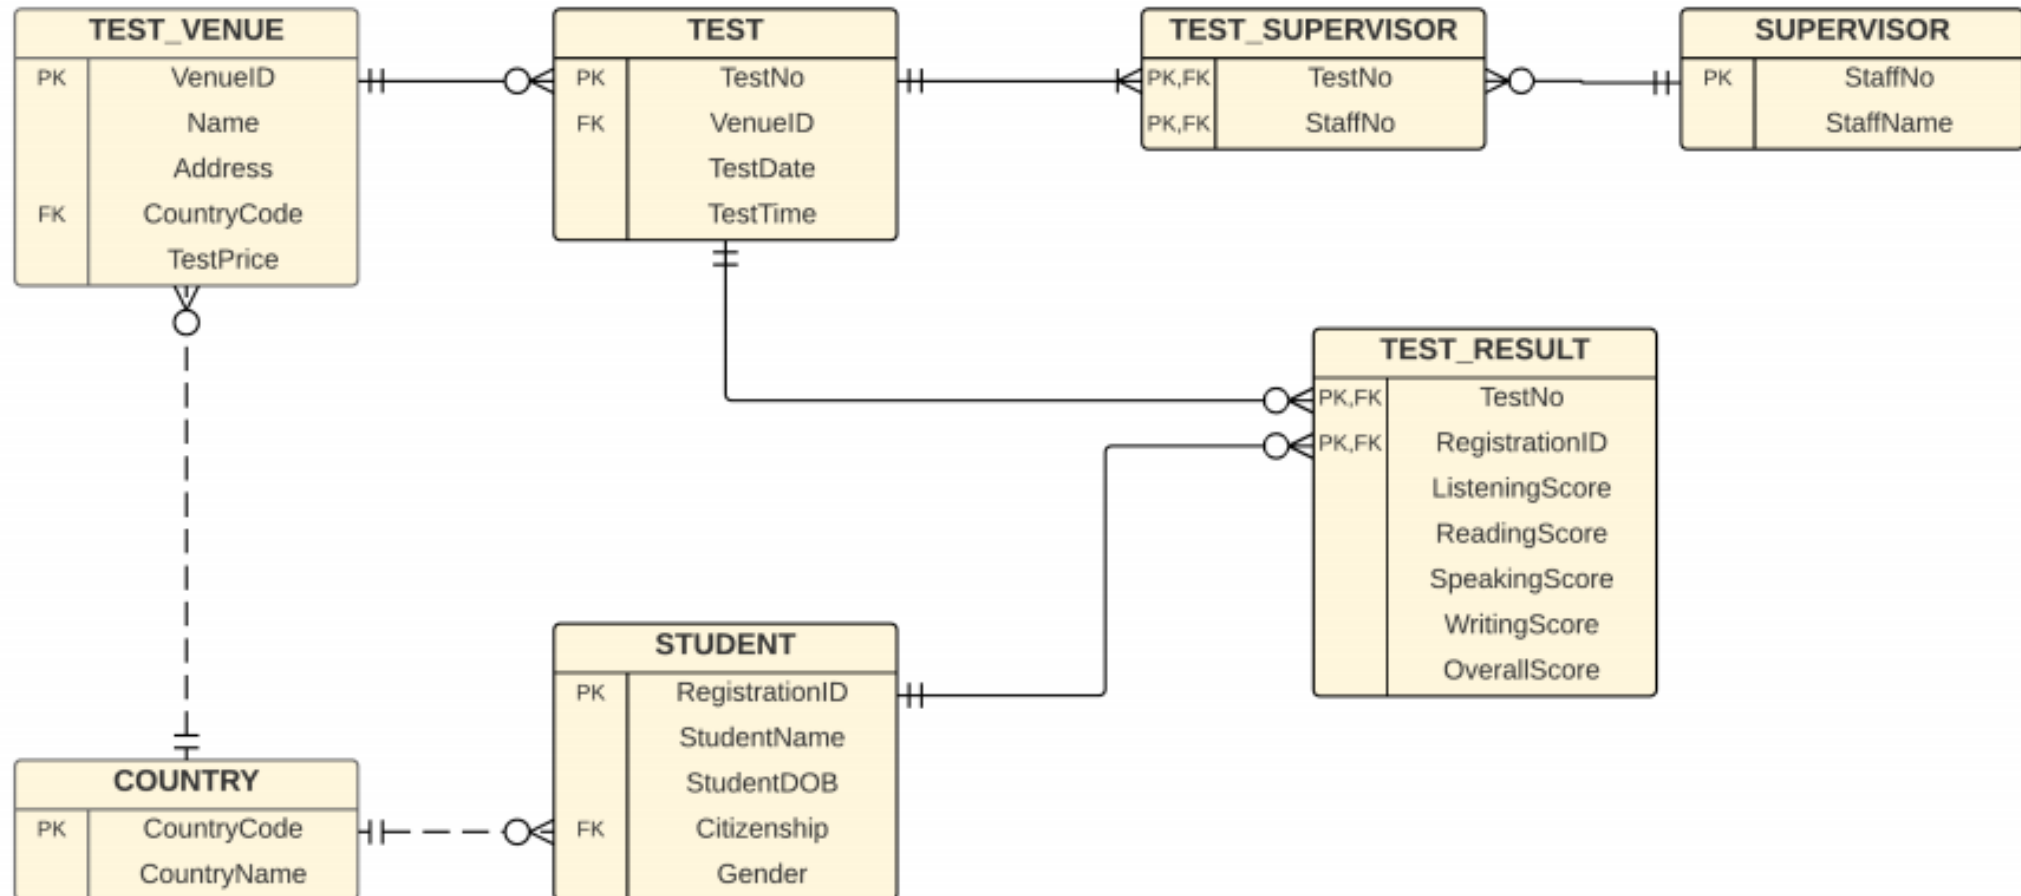 TEST_VENUE
PK VenueID
Name
Address
FK CountryCode
TestPrice
TEST
PK TestNo
FK VenueID
TestDate
TestTime
TEST_SUPERVISOR
PK,FK TestNo
PK,FK StaffNo
SUPERVISOR
PK StaffNo
StaffName
TEST_RESULT
PK,FK TestNo
PK,FK RegistrationID
ListeningScore
ReadingScore
SpeakingScore
WritingScore
OverallScore
STUDENT
PK RegistrationID
StudentName
StudentDOB
FK Citizenship
Gender
COUNTRY
PK CountryCode
CountryName